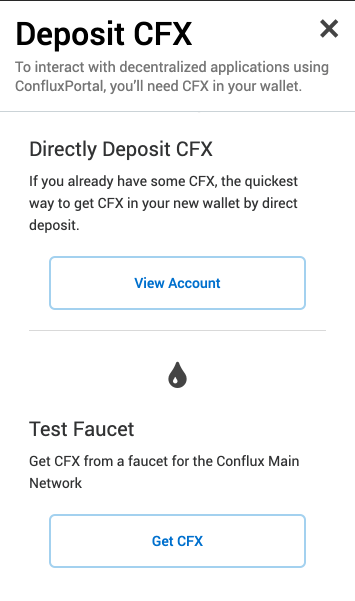 Deposit CFX
To interact with decentralized applications using
ConfluxPortal, you'll need CFX in your wallet.
Directly Deposit CFX
If you already have some CFX, the quickest
way to get CFX in your new wallet by direct
deposit.
View Account
Test Faucet
Get CFX from a faucet for the Conflux Main
Network
Get CFX